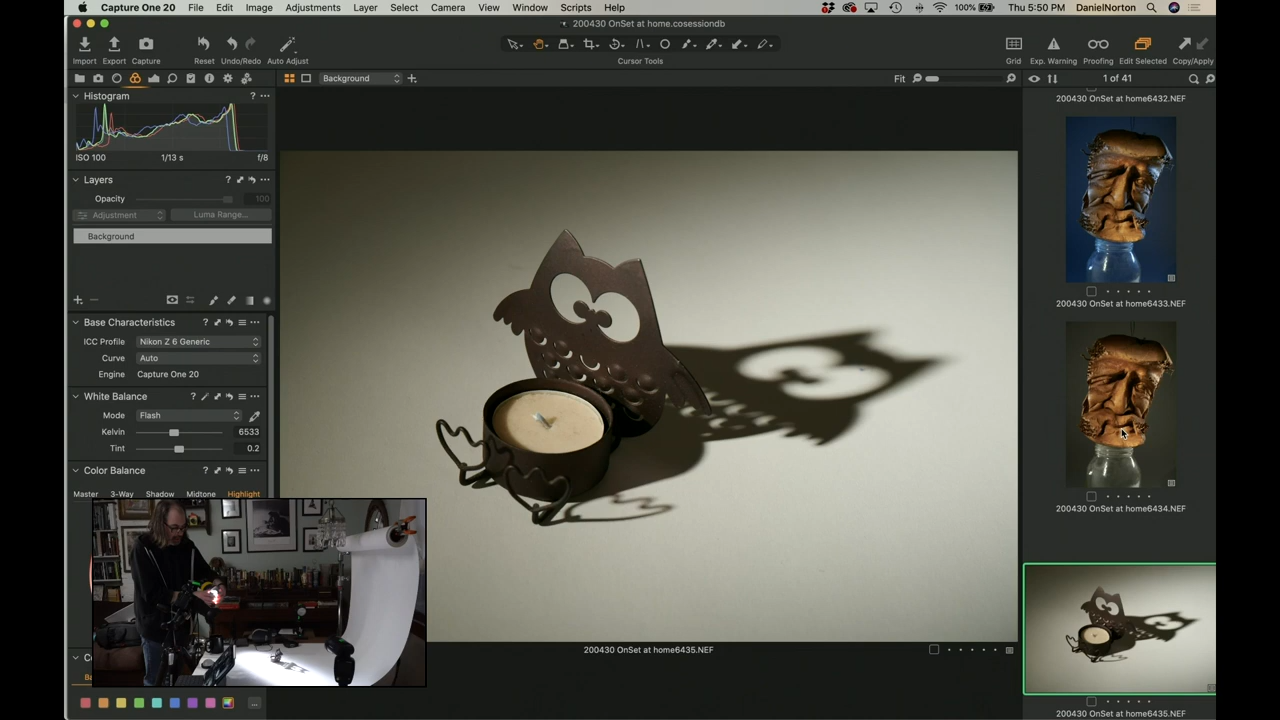 Capture One 20 File Edit Image Adjustments Layer Select Camera View Window Scripts Help 100% Thu 5:50 PM DanielNorton
200430 OnSet at home.cosessiondb
Import Export Capture Reset Undo/Redo Auto Adjust Cursor Tools Grid Exp. Warning Proofing Edit Selected Copy/Apply
Background Fit 1 of 41
Histogram ?
ISO 100 1/13 s f/8
Layers ?
Opacity 100
Adjustment Luma Range...
Background
Base Characteristics ?
ICC Profile Nikon Z 6 Generic
Curve Auto
Engine Capture One 20
White Balance ?
Mode Flash
Kelvin 6533
Tint 0.2
Color Balance ?
Master 3-Way Shadow Midtone Highlight
200430 OnSet at home6435.NEF
200430 OnSet at home6432.NEF
200430 OnSet at home6433.NEF
200430 OnSet at home6434.NEF
200430 OnSet at home6435.NEF